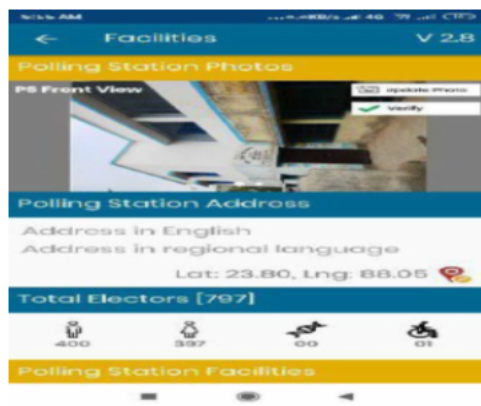 Facilities V 2.8
Polling Station Photos
PS Front View
Update Photo
Verify
Polling Station Address
Address in English
Address in regional language
Lat: 23.80, Lng: 88.05
Total Electors [797]
400 397 00 01
Polling Station Facilities